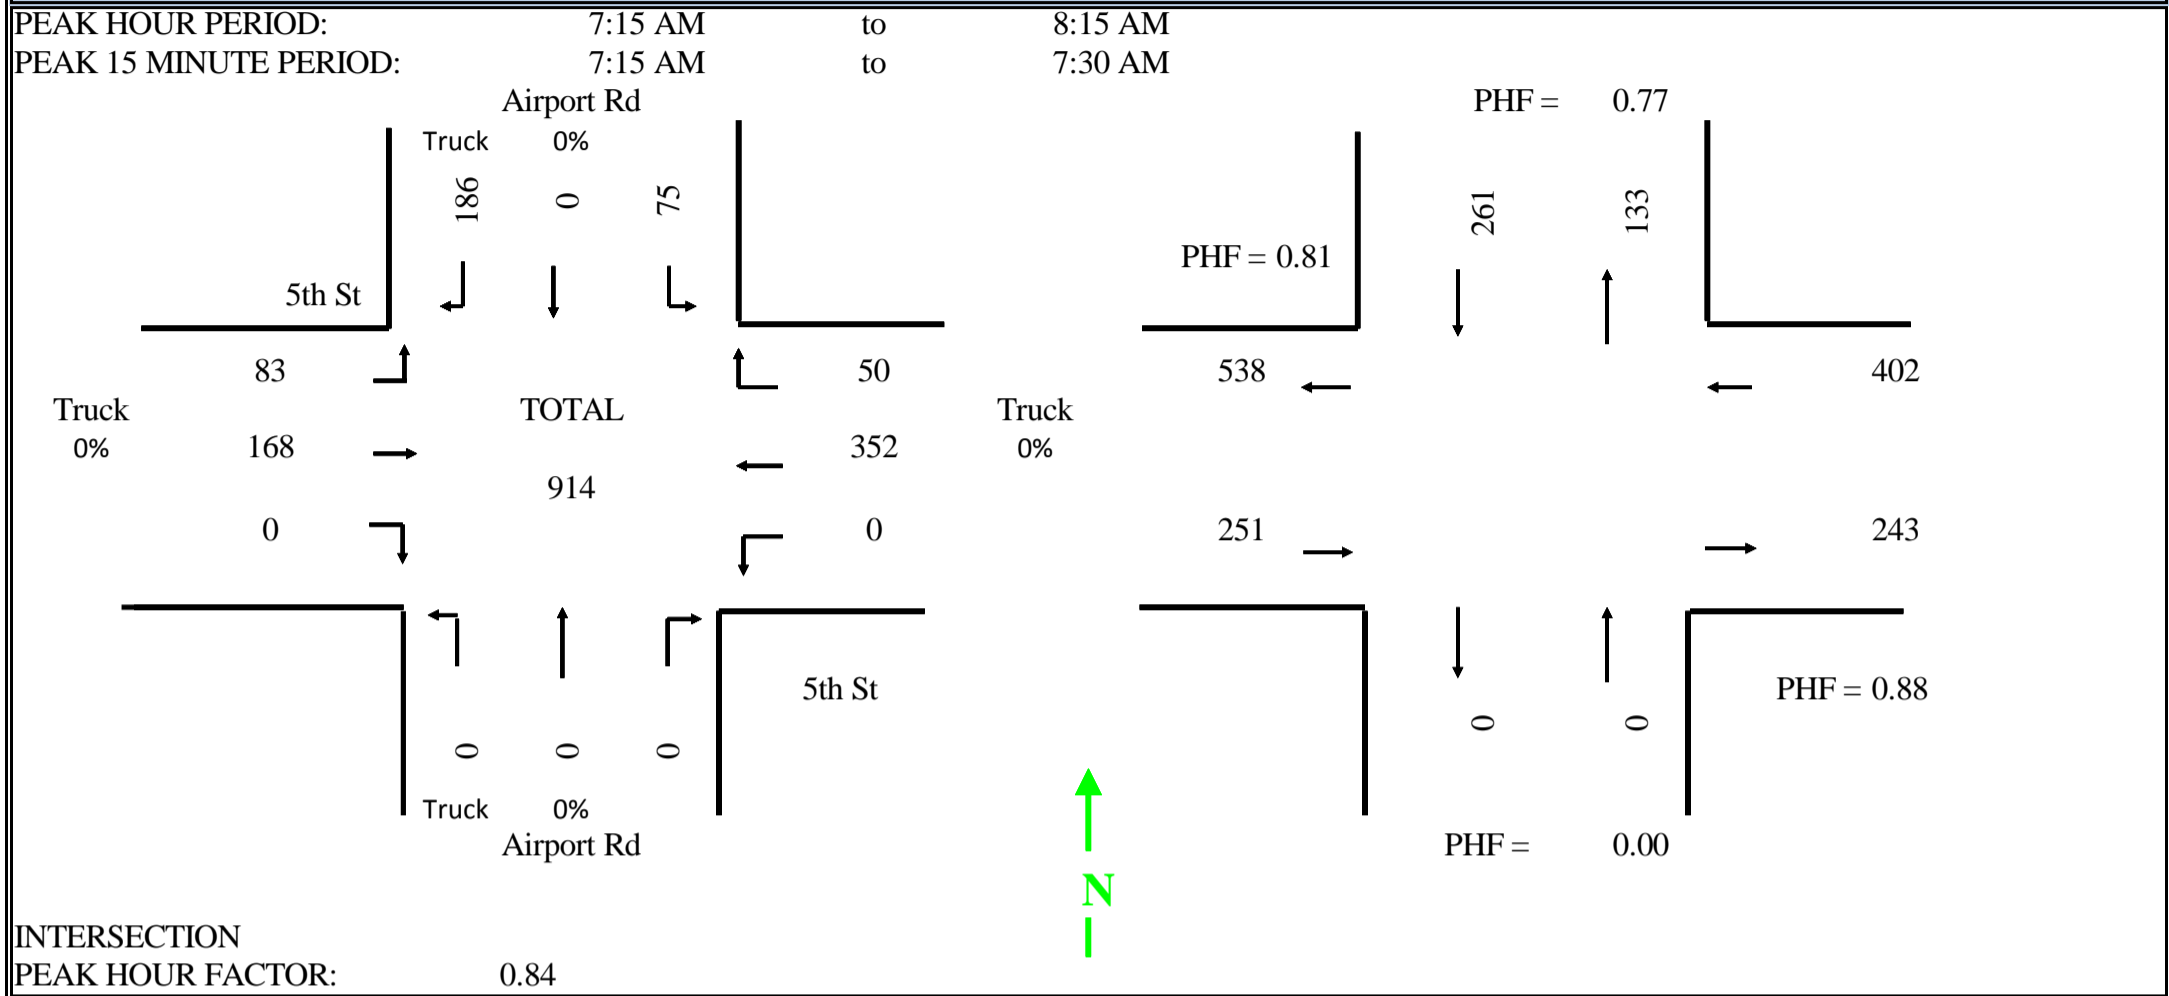 PEAK HOUR PERIOD: 7:15 AM to 8:15 AM
PEAK 15 MINUTE PERIOD: 7:15 AM to 7:30 AM
Airport Rd PHF = 0.77
Truck 0%
186 0 75 261 133
PHF = 0.81
5th St
83 50 538 402
Truck TOTAL Truck
0% 168 352 0%
914
0 0 251 243
5th St PHF = 0.88
0 0 0 0 0
Truck 0%
Airport Rd PHF = 0.00
N
INTERSECTION
PEAK HOUR FACTOR: 0.84